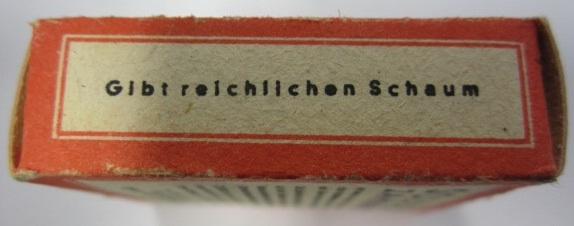 Gibt reichlichen Schaum